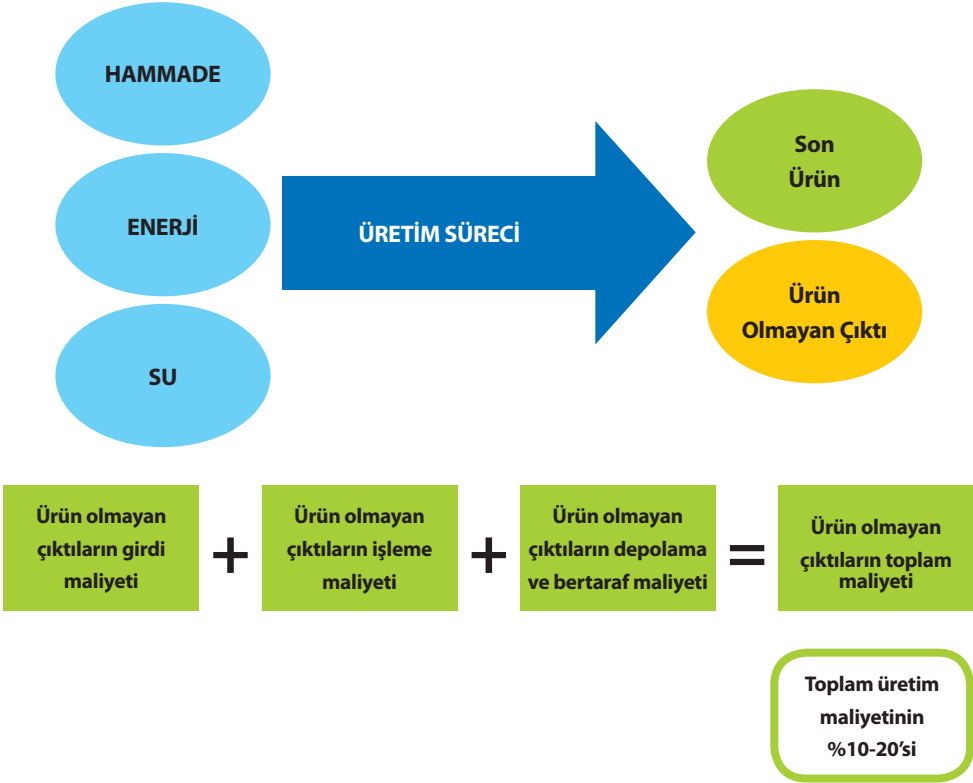 HAMMADE
ENERJİ
SU
ÜRETİM SÜRECİ
Son
Ürün
Ürün
Olmayan Çıktı
Ürün olmayan
çıktıların girdi
maliyeti
+
Ürün olmayan
çıktıların işleme
maliyeti
+
Ürün olmayan
çıktıların depolama
ve bertaraf maliyeti
=
Ürün olmayan
çıktıların toplam
maliyeti
Toplam üretim
maliyetinin
%10-20'si